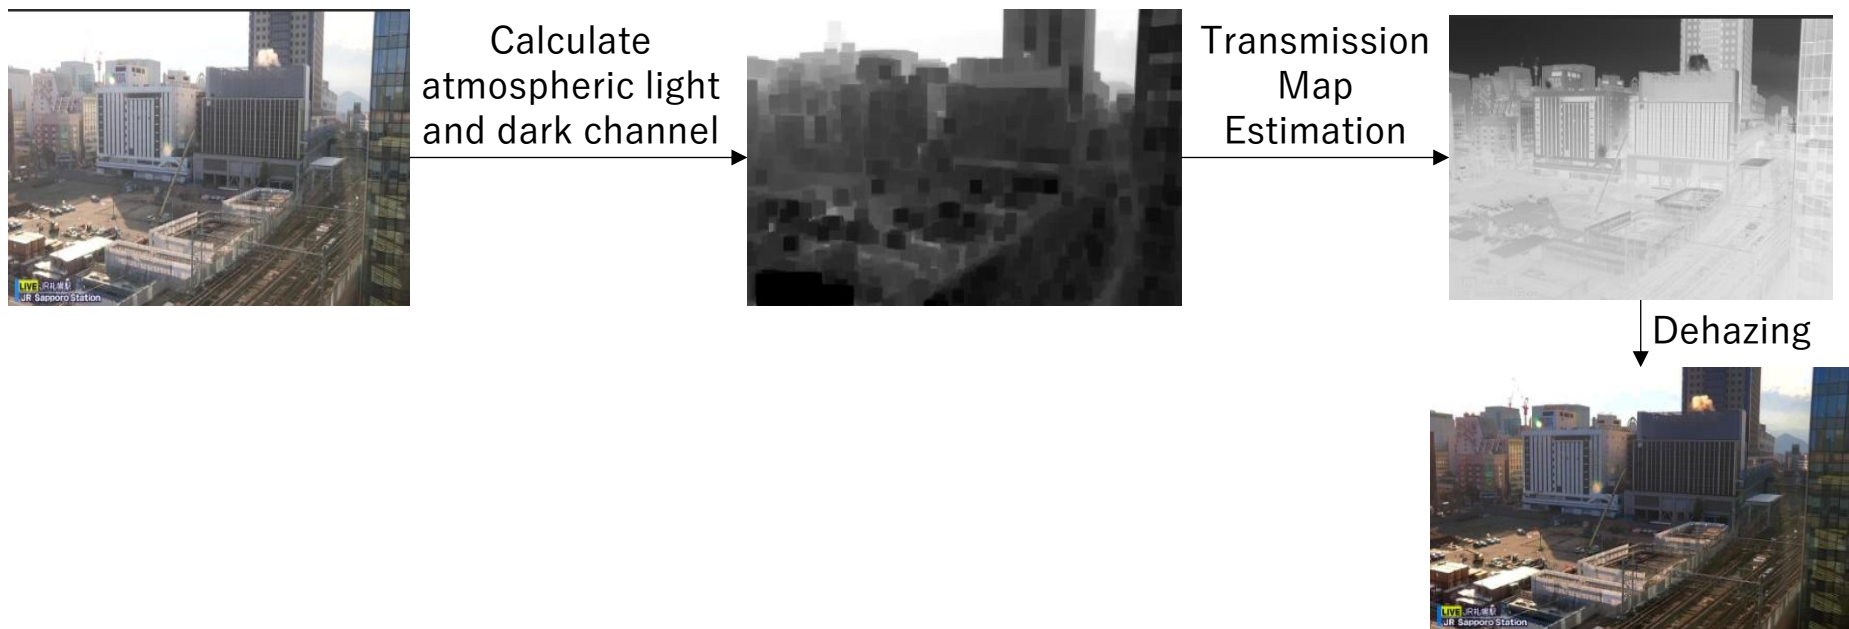 Calculate
atmospheric light
and dark channel
Transmission
Map
Estimation
Dehazing
LIVE JR札幌駅
JR Sapporo Station
LIVE JR札幌駅
JR Sapporo Station